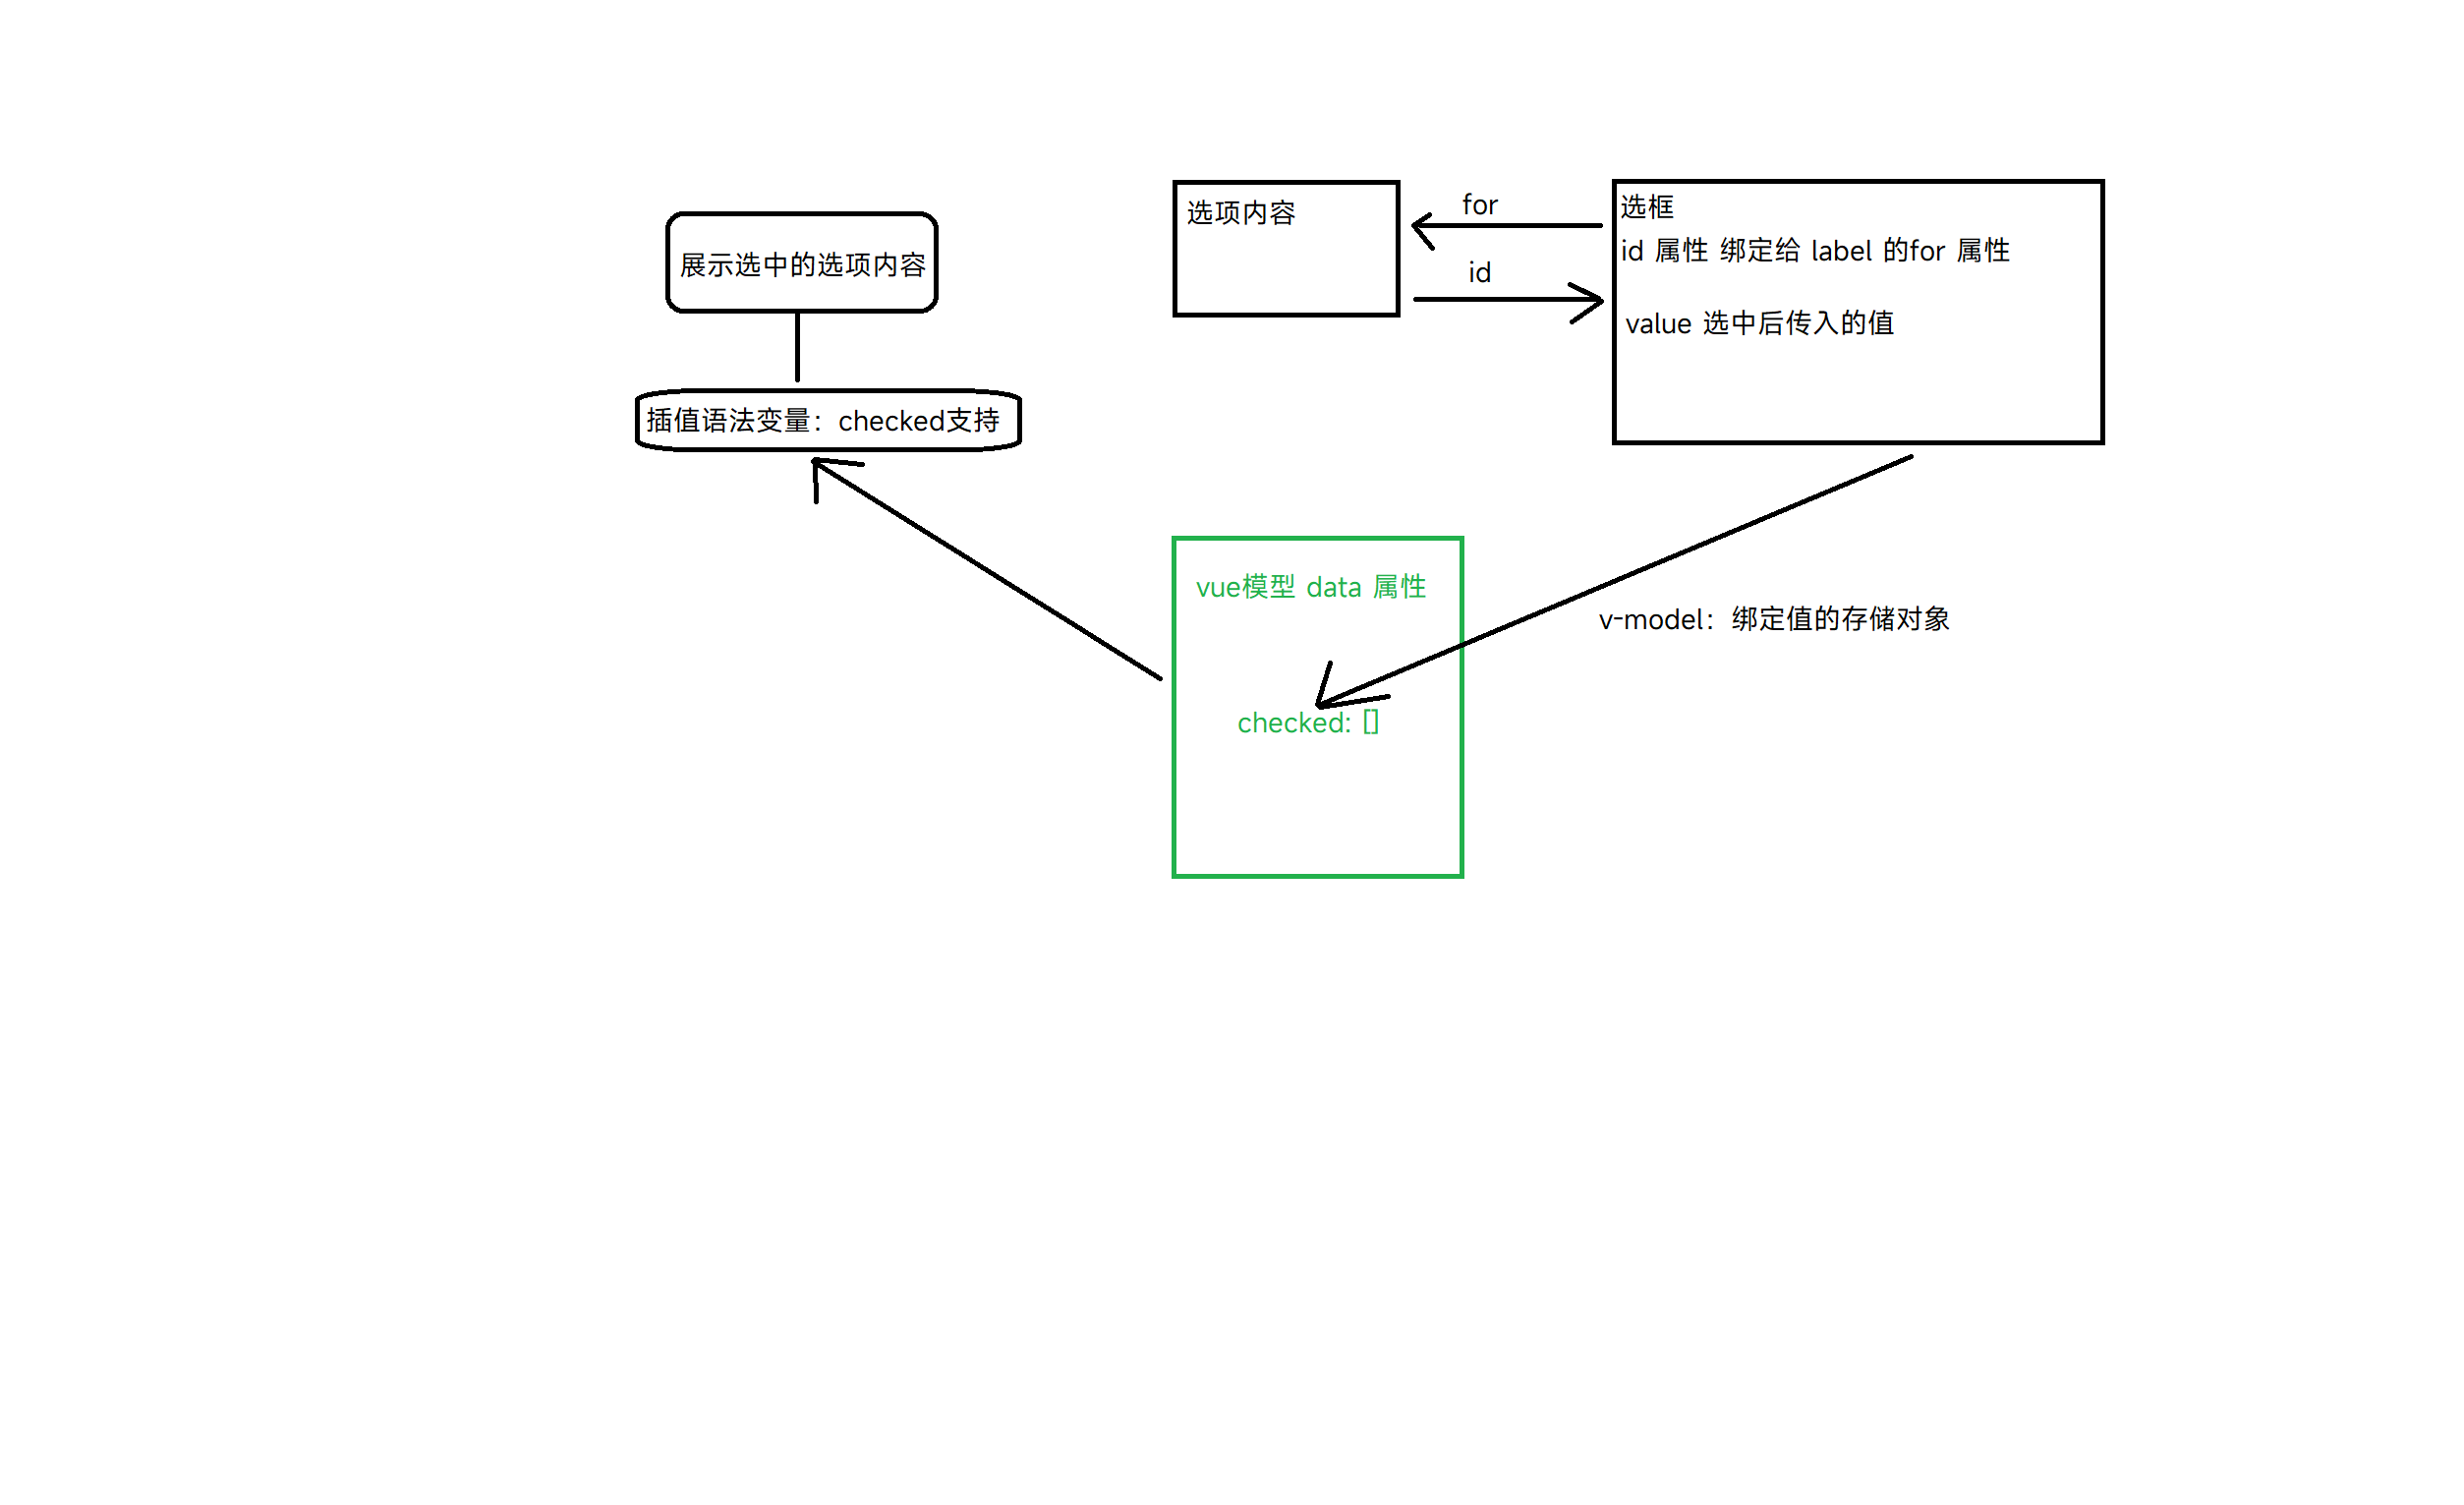 选项内容
for
id
选框
id 属性 绑定给 label 的for 属性
value 选中后传入的值
展示选中的选项内容
插值语法变量：checked支持
vue模型 data 属性
checked: []
v-model：绑定值的存储对象